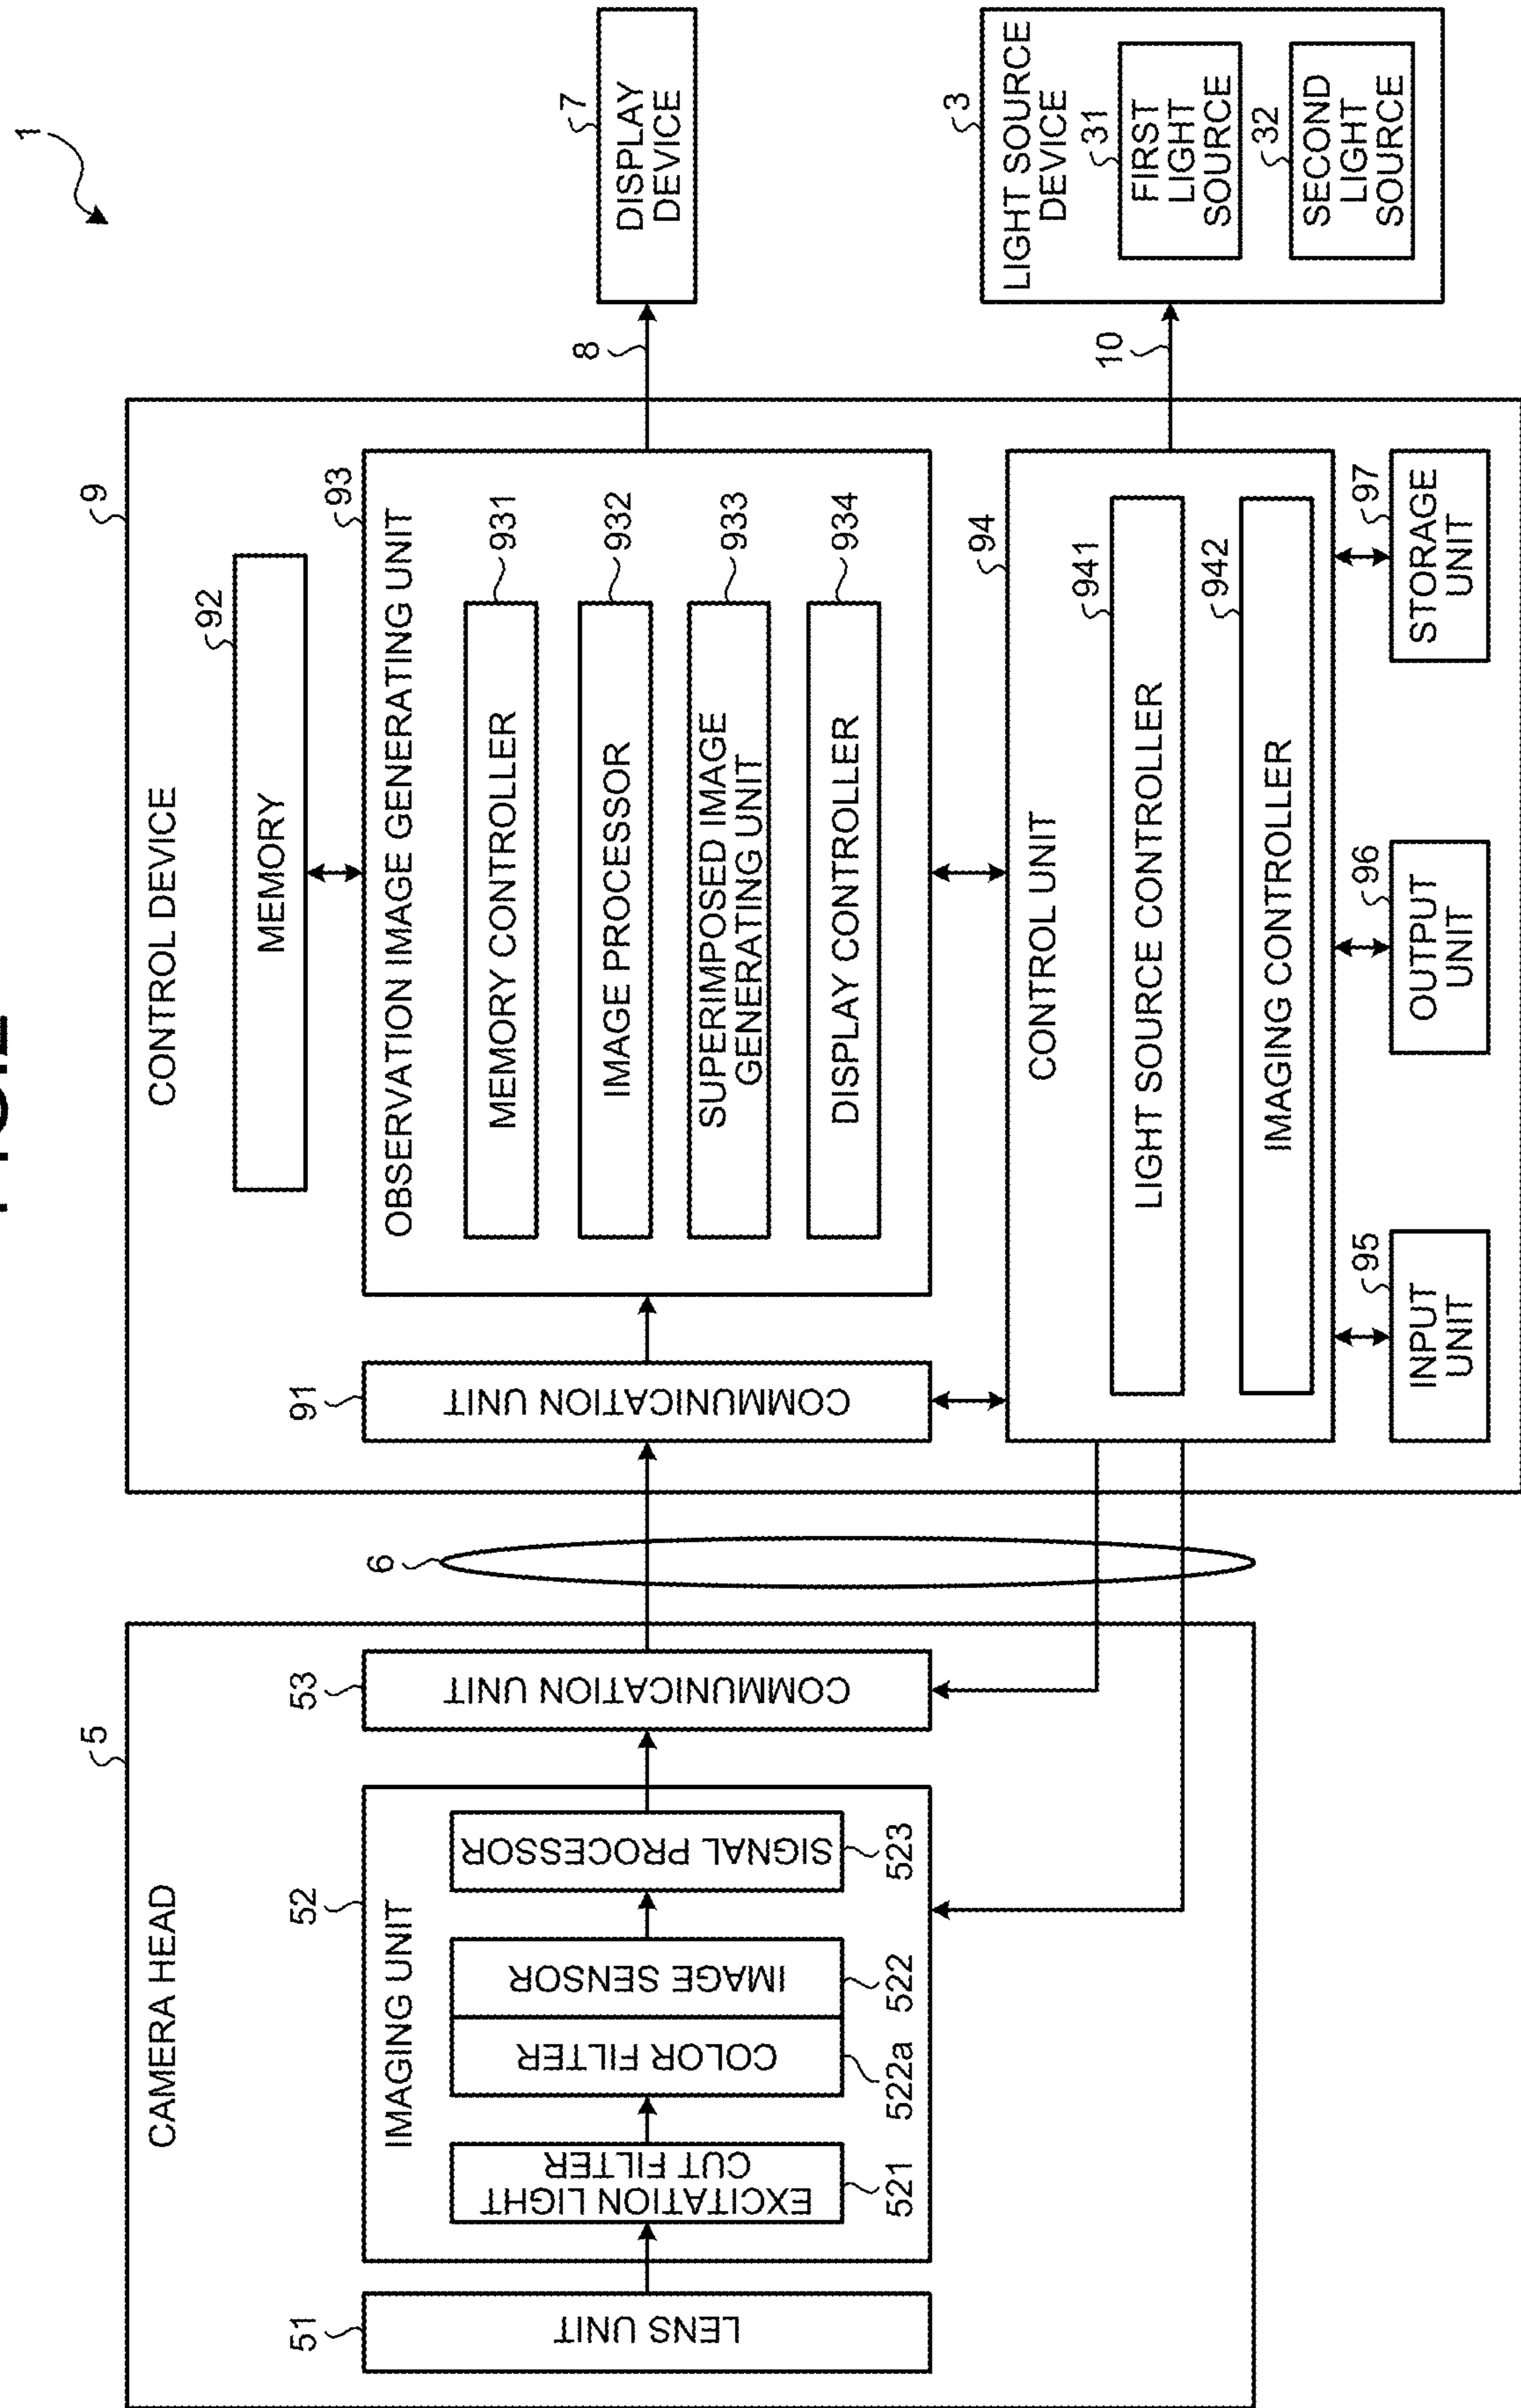 1
CAMERA HEAD
5
LENS UNIT
51
IMAGING UNIT
52
EXCITATION LIGHT
CUT FILTER
521
COLOR FILTER
522a
IMAGE SENSOR
522
SIGNAL PROCESSOR
523
COMMUNICATION UNIT
53
6
CONTROL DEVICE
9
COMMUNICATION UNIT
91
MEMORY
92
OBSERVATION IMAGE GENERATING UNIT
93
MEMORY CONTROLLER
931
IMAGE PROCESSOR
932
SUPERIMPOSED IMAGE
GENERATING UNIT
933
DISPLAY CONTROLLER
934
CONTROL UNIT
94
LIGHT SOURCE CONTROLLER
941
IMAGING CONTROLLER
942
INPUT
UNIT
95
OUTPUT
UNIT
96
STORAGE
UNIT
97
8
DISPLAY
DEVICE
7
10
LIGHT SOURCE
DEVICE
3
FIRST
LIGHT
SOURCE
31
SECOND
LIGHT
SOURCE
32